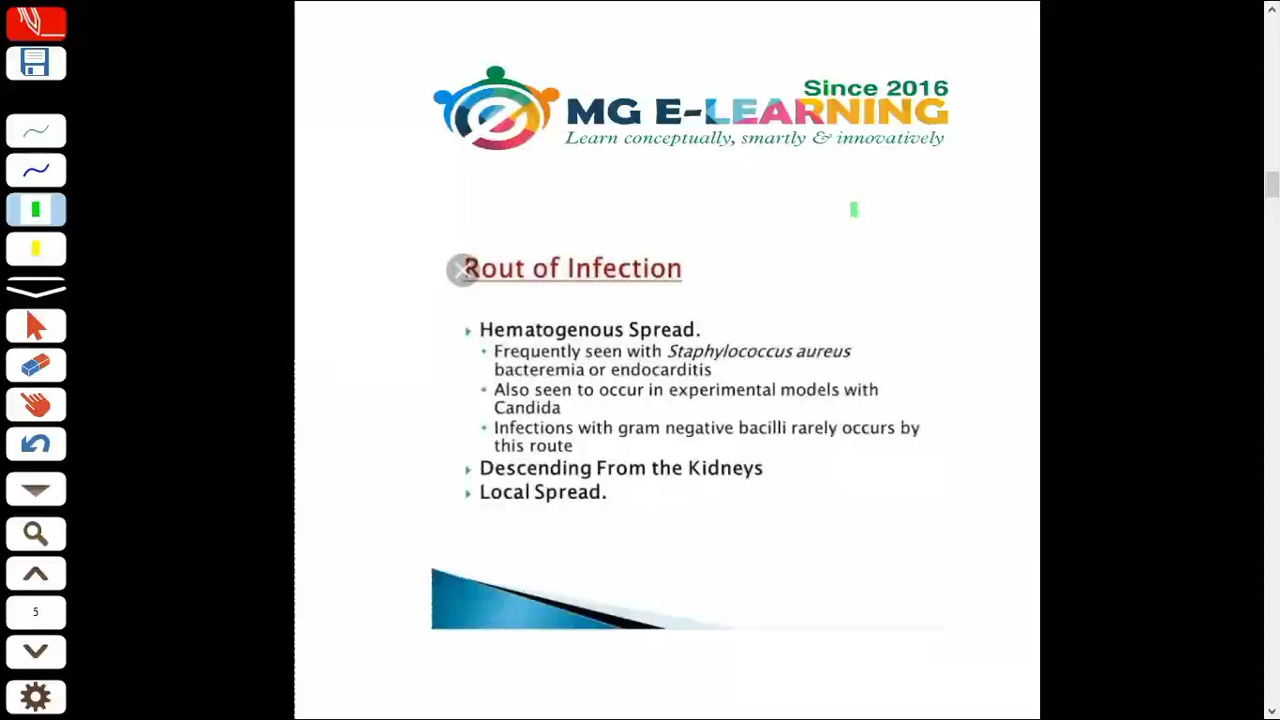 Since 2016
MG E-LEARNING
Learn conceptually, smartly & innovatively
Rout of Infection
Hematogenous Spread.
Frequently seen with Staphylococcus aureus
bacteremia or endocarditis
Also seen to occur in experimental models with
Candida
Infections with gram negative bacilli rarely occurs by
this route
Descending From the Kidneys
Local Spread.
5